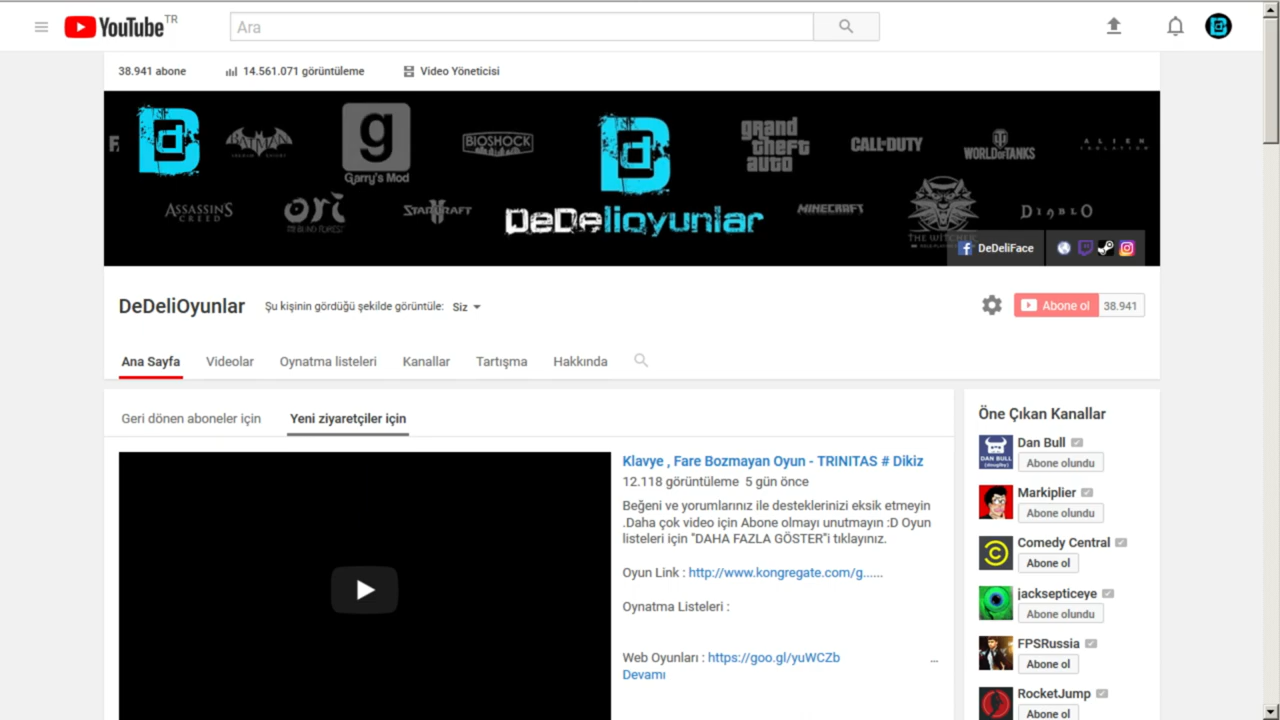 YouTube TR
Ara
38.941 abone
14.561.071 görüntüleme
Video Yöneticisi
BATMAN
Garry's Mod
BIOSHOCK
grand theft auto
CALL OF DUTY
WORLD OF TANKS
ALIEN
ISOLATION
ASSASSINS CREED
ori
STARCRAFT
DeDelioyunlar
MINECRAFT
THE WITCHER
DIABLO
DeDeliFace
DeDeliOyunlar
Şu kişinin gördüğü şekilde görüntüle: Siz
Abone ol 38.941
Ana Sayfa
Videolar
Oynatma listeleri
Kanallar
Tartışma
Hakkında
Geri dönen aboneler için
Yeni ziyaretçiler için
Klavye , Fare Bozmayan Oyun - TRINITAS # Dikiz
12.118 görüntüleme 5 gün önce
Beğeni ve yorumlarınız ile desteklerinizi eksik etmeyin
.Daha çok video için Abone olmayı unutmayın :D Oyun
listeleri için "DAHA FAZLA GÖSTER"i tıklayınız.
Oyun Link : http://www.kongregate.com/g......
Oynatma Listeleri :
Web Oyunları : https://goo.gl/yuWCZb
...
Devamı
Öne Çıkan Kanallar
DAN BULL
Dan Bull
Abone olundu
Markiplier
Abone olundu
Comedy Central
Abone ol
jacksepticeye
Abone olundu
FPSRussia
Abone ol
RocketJump
Abone ol